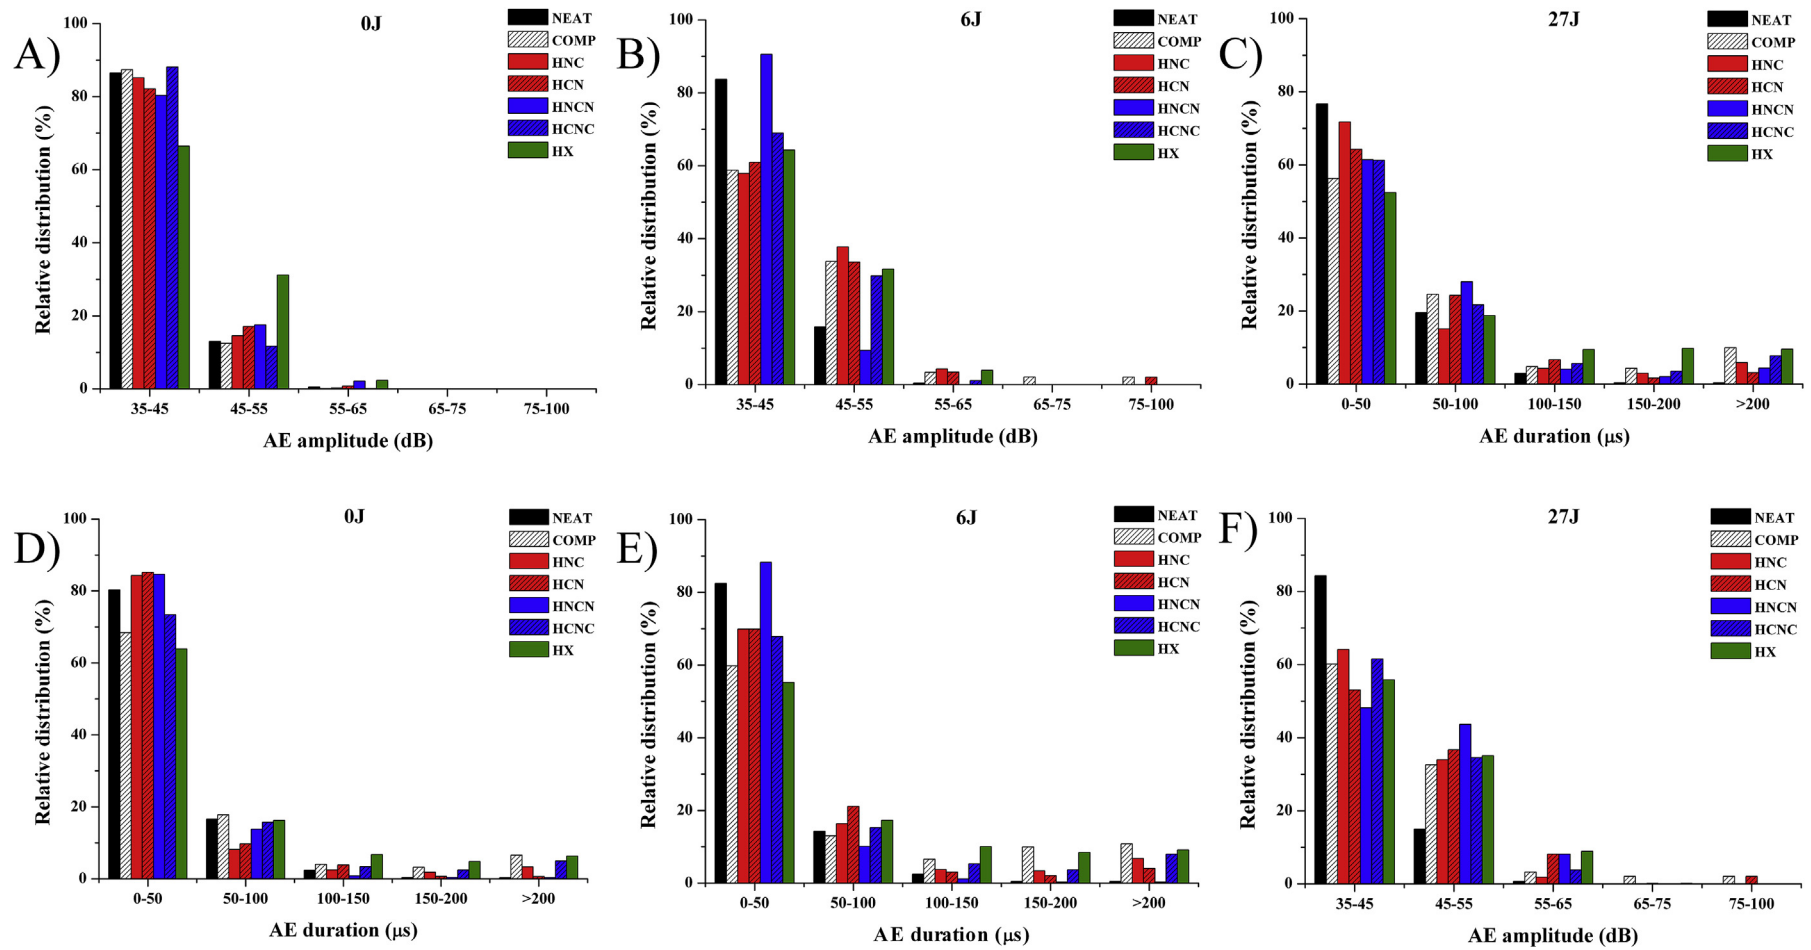 A)
0J
Relative distribution (%)
100
80
60
40
20
0
35-45 45-55 55-65 65-75 75-100
AE amplitude (dB)
NEAT
COMP
HNC
HCN
HNCN
HCNC
HX
B)
6J
Relative distribution (%)
100
80
60
40
20
0
35-45 45-55 55-65 65-75 75-100
AE amplitude (dB)
NEAT
COMP
HNC
HCN
HNCN
HCNC
HX
C)
27J
Relative distribution (%)
100
80
60
40
20
0
0-50 50-100 100-150 150-200 >200
AE duration (μs)
NEAT
COMP
HNC
HCN
HNCN
HCNC
HX
D)
0J
Relative distribution (%)
100
80
60
40
20
0
0-50 50-100 100-150 150-200 >200
AE duration (μs)
NEAT
COMP
HNC
HCN
HNCN
HCNC
HX
E)
6J
Relative distribution (%)
100
80
60
40
20
0
0-50 50-100 100-150 150-200 >200
AE duration (μs)
NEAT
COMP
HNC
HCN
HNCN
HCNC
HX
F)
27J
Relative distribution (%)
100
80
60
40
20
0
35-45 45-55 55-65 65-75 75-100
AE amplitude (dB)
NEAT
COMP
HNC
HCN
HNCN
HCNC
HX